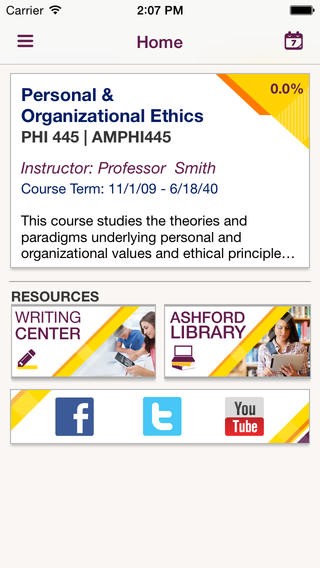 Carrier 2:07 PM
Home
7
0.0%
Personal &
Organizational Ethics
PHI 445 | AMPHI445
Instructor: Professor  Smith
Course Term: 11/1/09 - 6/18/40
This course studies the theories and
paradigms underlying personal and
organizational values and ethical principle…
RESOURCES
WRITING
CENTER
ASHFORD
LIBRARY
f
t
You
Tube